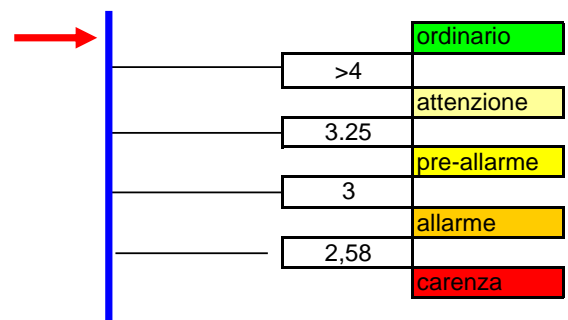 ordinario
>4
attenzione
3.25
pre-allarme
3
allarme
2,58
carenza